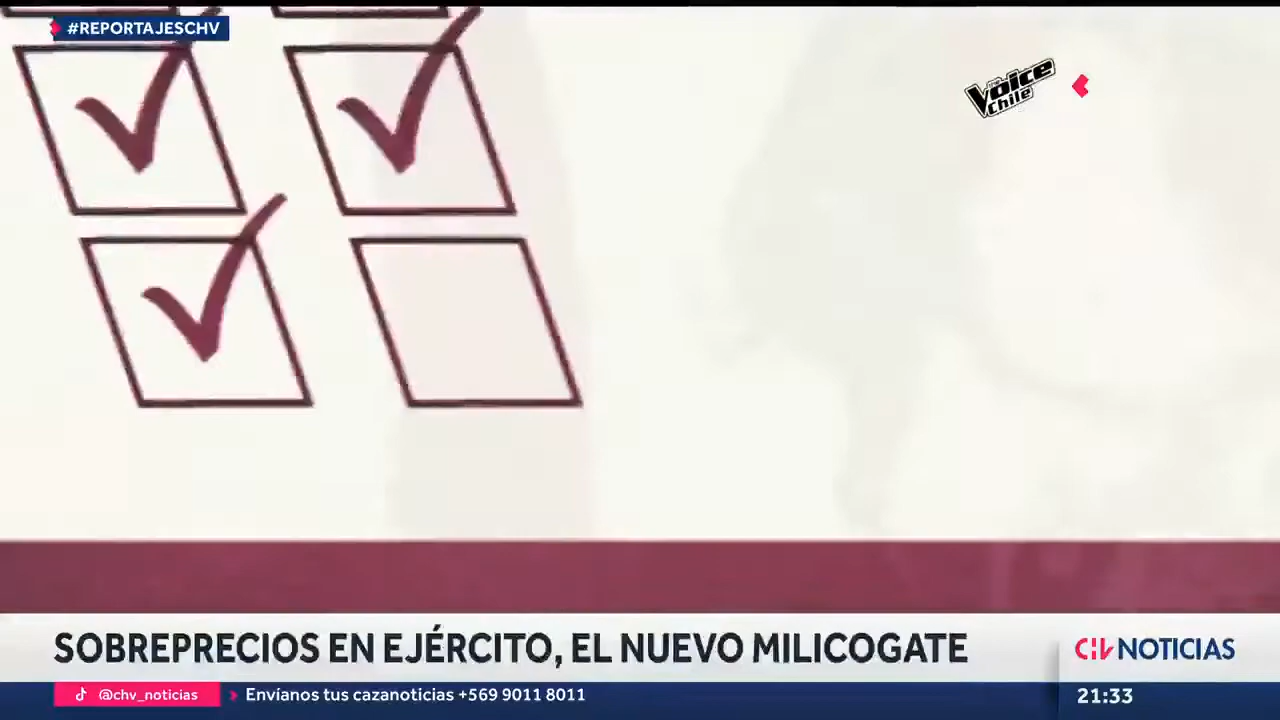 #REPORTAJESCHV
The
Voice
Chile
SOBREPRECIOS EN EJÉRCITO, EL NUEVO MILICOGATE
CHV NOTICIAS
@chv_noticias
Envíanos tus cazanoticias +569 9011 8011
21:33